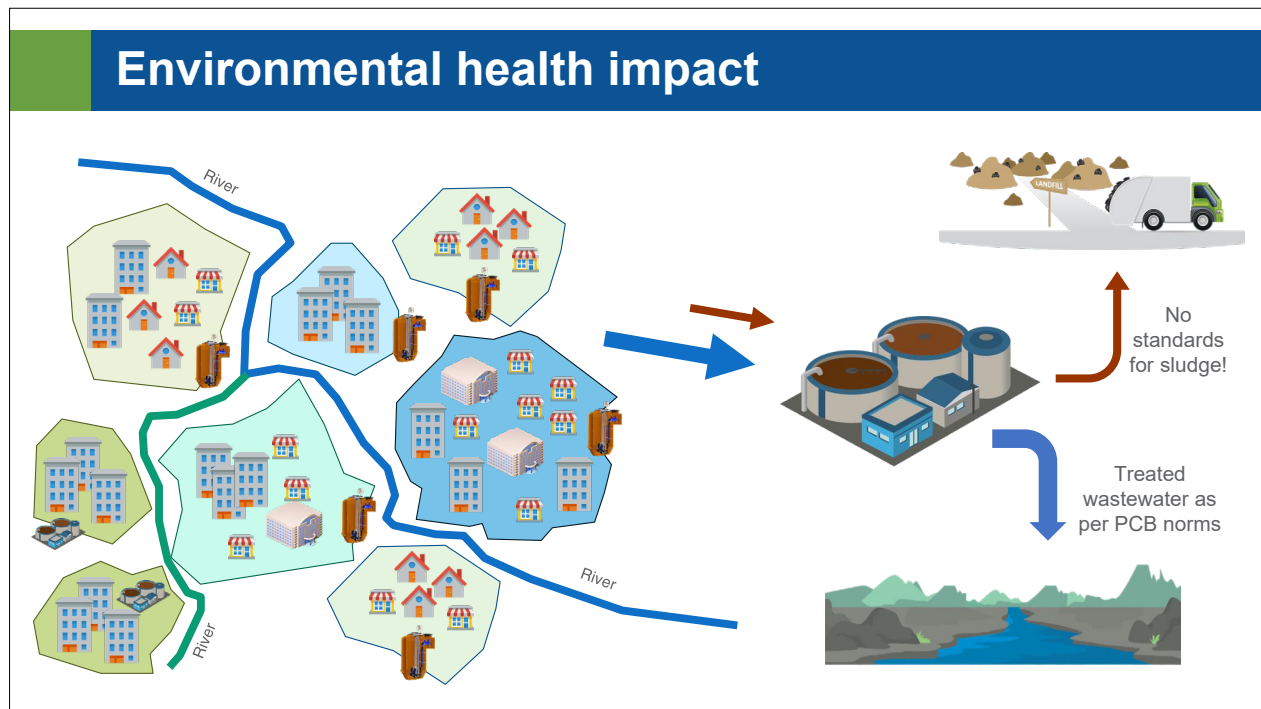 Environmental health impact
River
River
River
LANDFILL
No
standards
for sludge!
Treated
wastewater as
per PCB norms